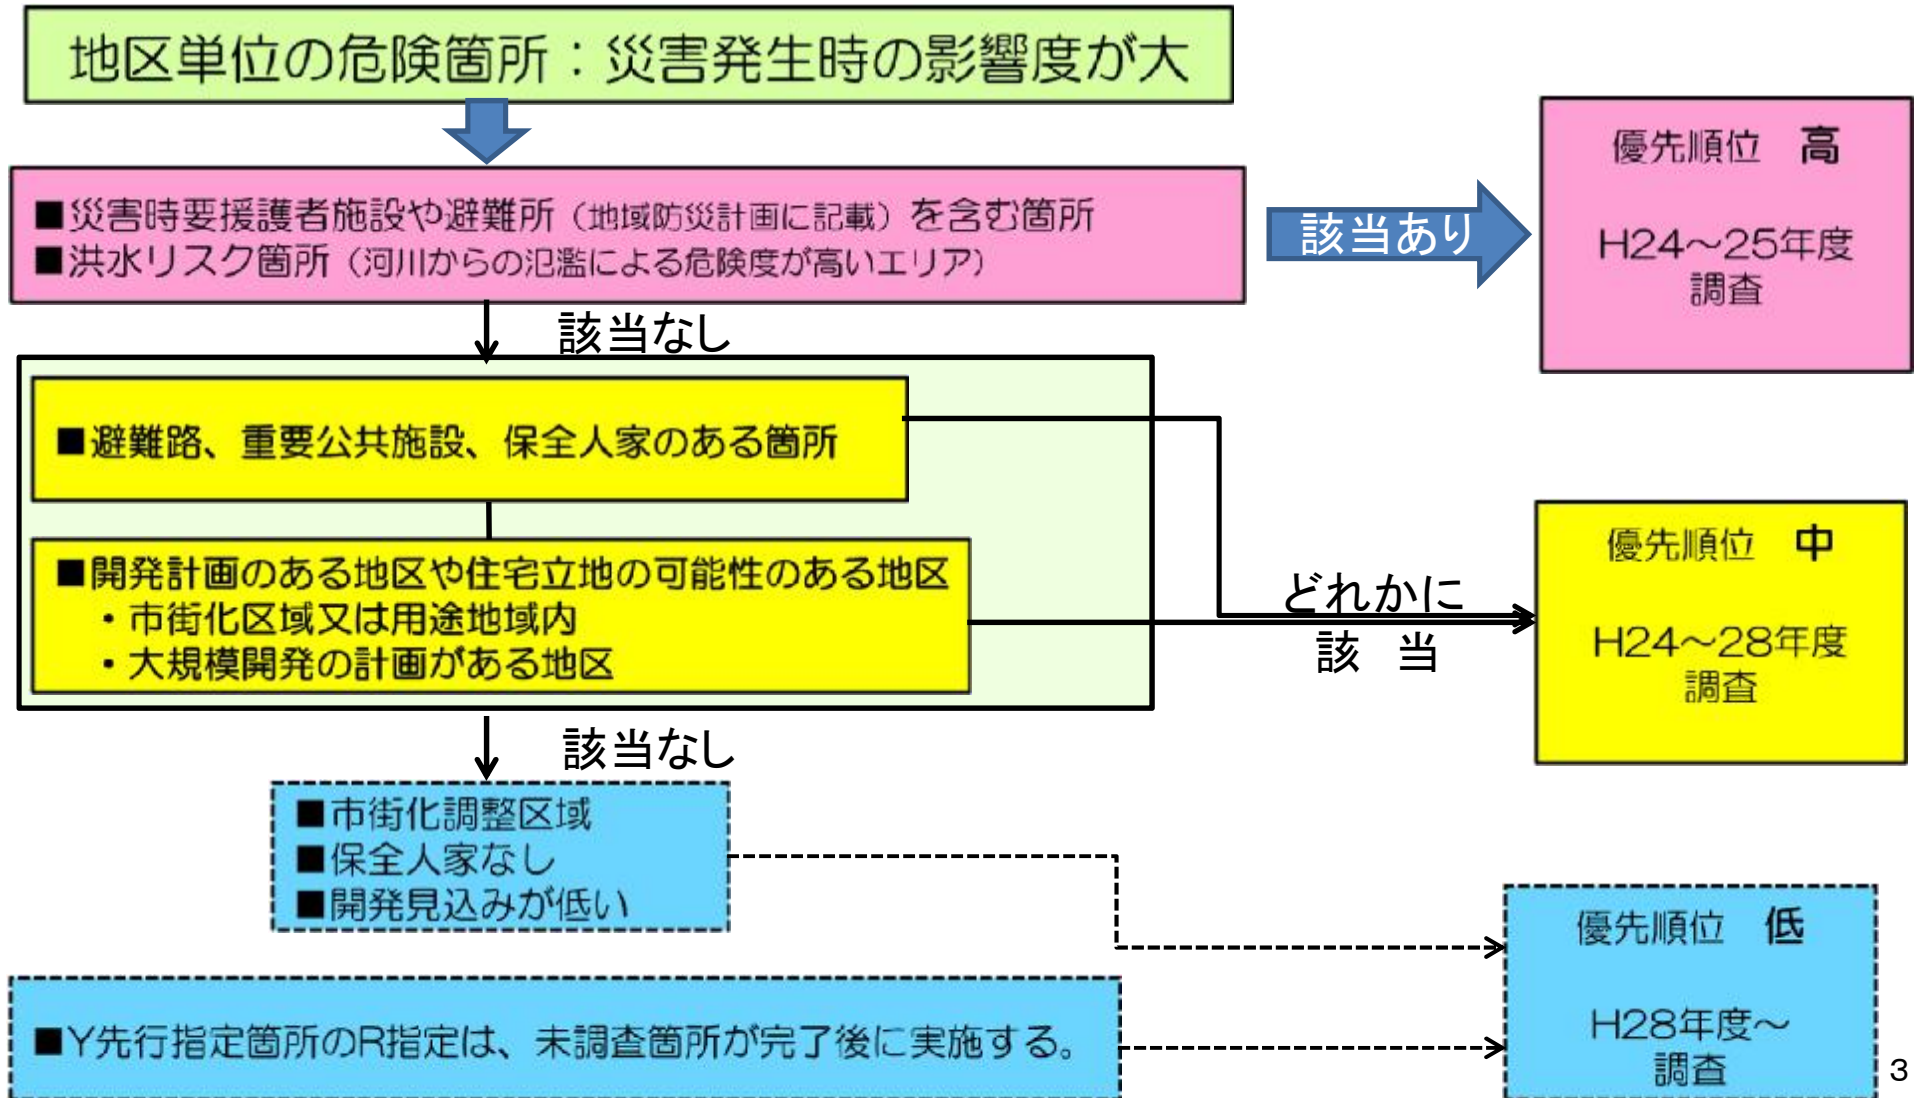 地区単位の危険箇所：災害発生時の影響度が大
■災害時要援護者施設や避難所（地域防災計画に記載）を含む箇所
■洪水リスク箇所（河川からの氾濫による危険度が高いエリア）
該当あり
優先順位　高
H24～25年度
調査
該当なし
■避難路、重要公共施設、保全人家のある箇所
■開発計画のある地区や住宅立地の可能性のある地区
・市街化区域又は用途地域内
・大規模開発の計画がある地区
どれかに
該　当
優先順位　中
H24～28年度
調査
該当なし
■市街化調整区域
■保全人家なし
■開発見込みが低い
■Y先行指定箇所のR指定は、未調査箇所が完了後に実施する。
優先順位　低
H28年度～
調査
3